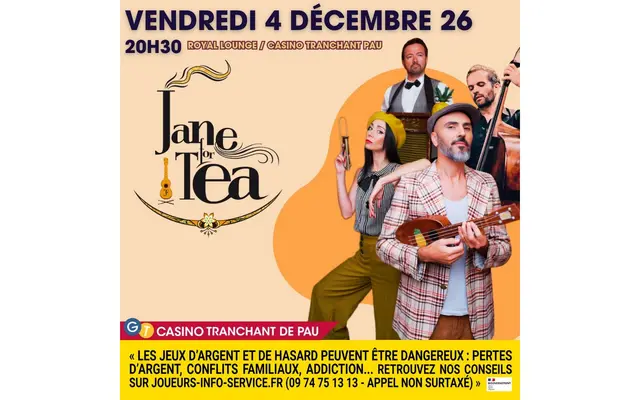 VENDREDI 4 DÉCEMBRE 26
20H30 ROYAL LOUNGE / CASINO TRANCHANT PAU
Jane
for
Tea
GT CASINO TRANCHANT DE PAU
« LES JEUX D'ARGENT ET DE HASARD PEUVENT ÊTRE DANGEREUX : PERTES
D'ARGENT, CONFLITS FAMILIAUX, ADDICTION... RETROUVEZ NOS CONSEILS
SUR JOUEURS-INFO-SERVICE.FR (09 74 75 13 13 - APPEL NON SURTAXÉ) »